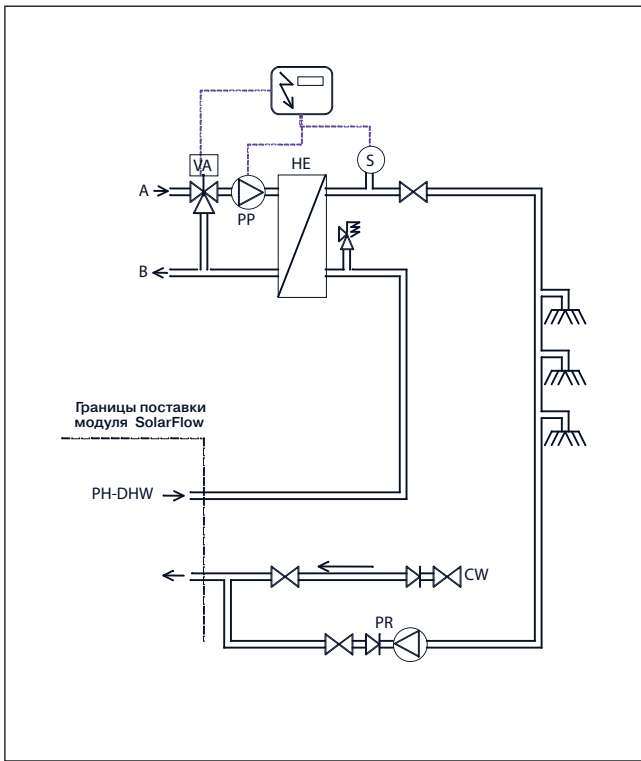 VA
HE
S
A
PP
B
Границы поставки
модуля SolarFlow
PH-DHW
CW
PR